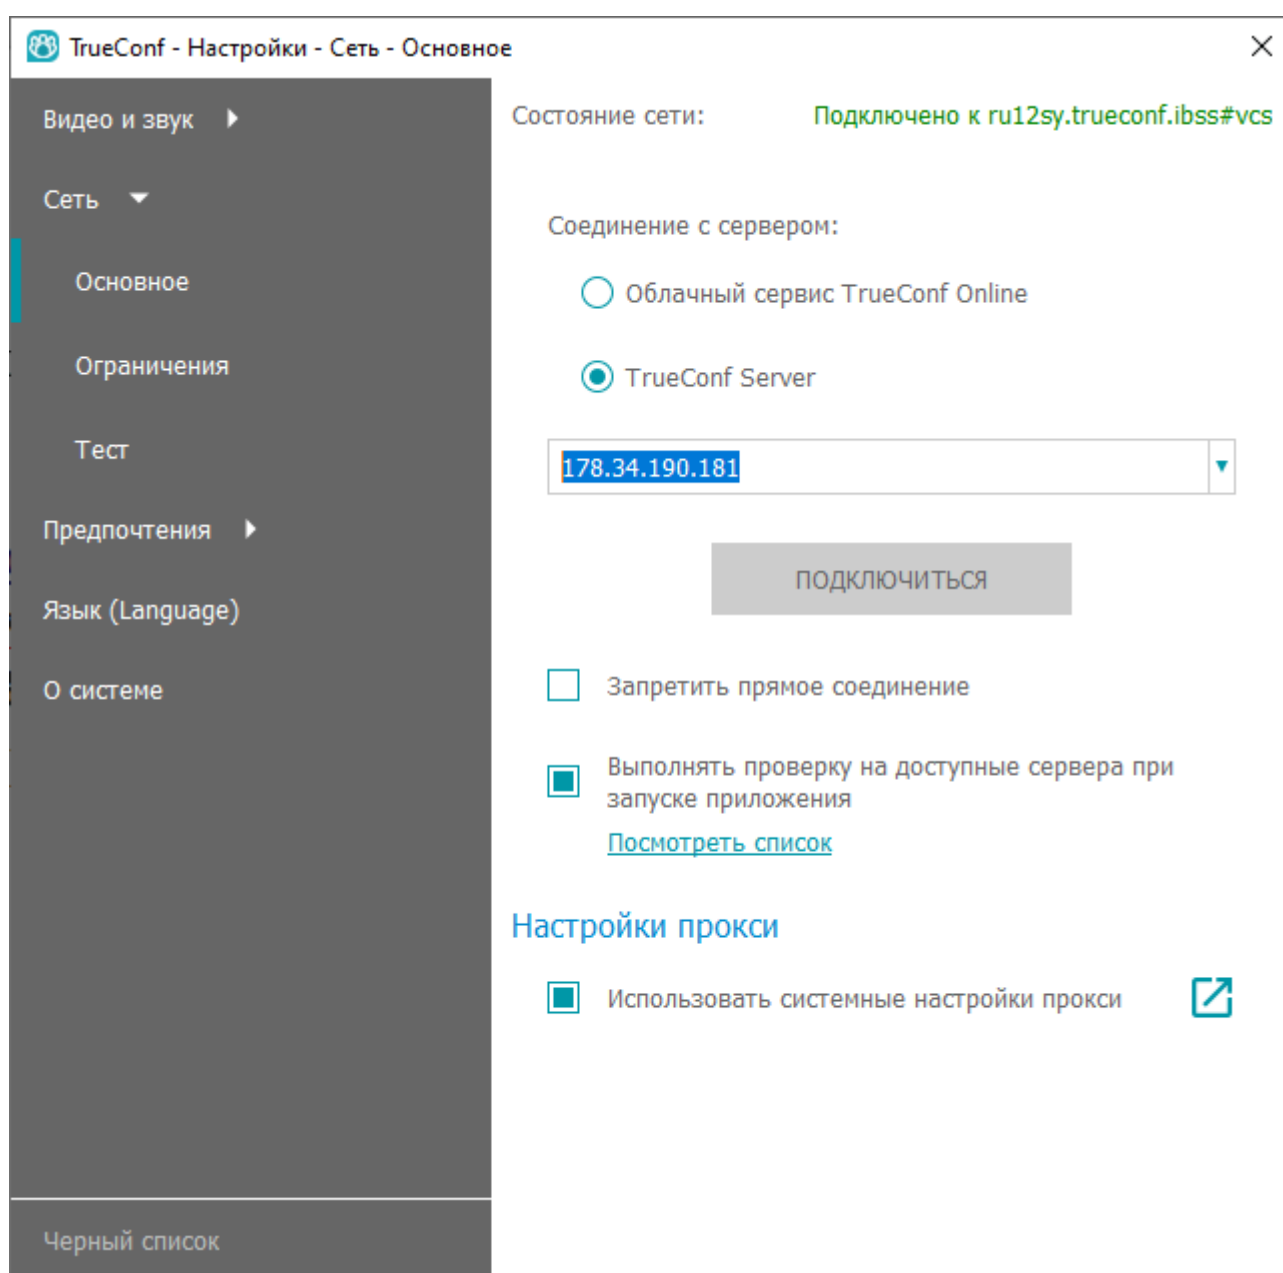 TrueConf - Настройки - Сеть - Основное
Видео и звук
Сеть
Основное
Ограничения
Тест
Предпочтения
Язык (Language)
О системе
Черный список
Состояние сети: Подключено к ru12sy.trueconf.ibss#vcs
Соединение с сервером:
Облачный сервис TrueConf Online
TrueConf Server
178.34.190.181
ПОДКЛЮЧИТЬСЯ
Запретить прямое соединение
Выполнять проверку на доступные сервера при
запуске приложения
Посмотреть список
Настройки прокси
Использовать системные настройки прокси